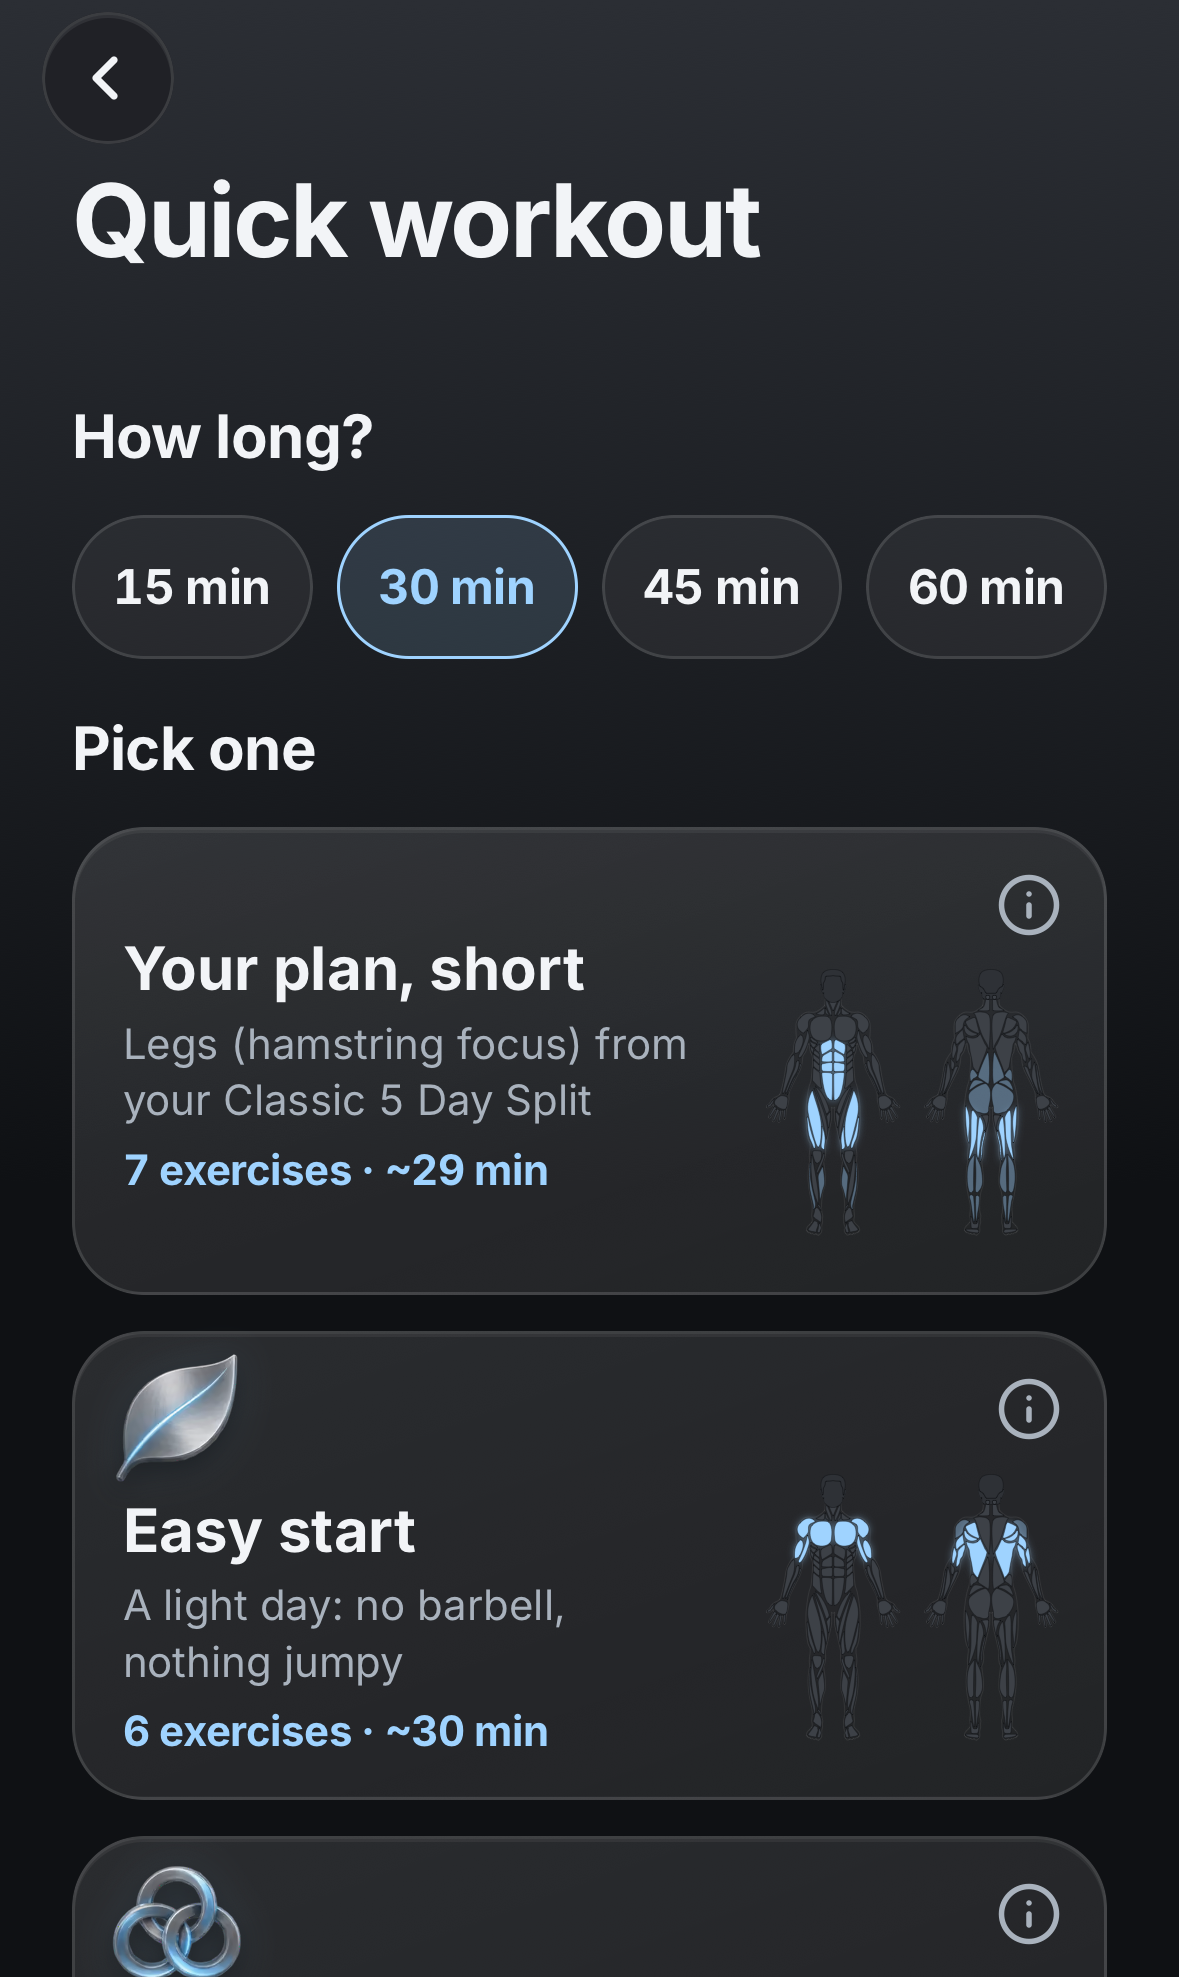 Quick workout
How long?
15 min
30 min
45 min
60 min
Pick one
Your plan, short
Legs (hamstring focus) from
your Classic 5 Day Split
7 exercises · ~29 min
Easy start
A light day: no barbell,
nothing jumpy
6 exercises · ~30 min